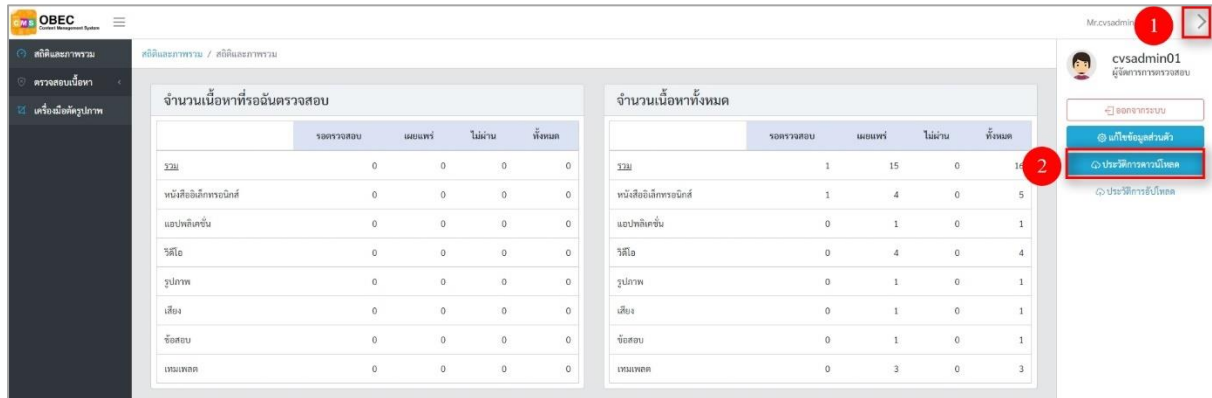 CMS OBEC
Content Management System
Mr.cvsadmin
1
สถิติและภาพรวม
ตรวจสอบเนื้อหา
เครื่องมือตัดรูปภาพ
สถิติและภาพรวม / สถิติและภาพรวม
จำนวนเนื้อหาที่รอฉันตรวจสอบ
รอตรวจสอบ เผยแพร่ ไม่ผ่าน ทั้งหมด
รวม 0 0 0 0
หนังสืออิเล็กทรอนิกส์ 0 0 0 0
แอปพลิเคชั่น 0 0 0 0
วิดีโอ 0 0 0 0
รูปภาพ 0 0 0 0
เสียง 0 0 0 0
ข้อสอบ 0 0 0 0
เทมเพลต 0 0 0 0
จำนวนเนื้อหาทั้งหมด
รอตรวจสอบ เผยแพร่ ไม่ผ่าน ทั้งหมด
รวม 1 15 0 16
หนังสืออิเล็กทรอนิกส์ 1 4 0 5
แอปพลิเคชั่น 0 1 0 1
วิดีโอ 0 4 0 4
รูปภาพ 0 1 0 1
เสียง 0 1 0 1
ข้อสอบ 0 1 0 1
เทมเพลต 0 3 0 3
cvsadmin01
ผู้จัดการการตรวจสอบ
ออกจากระบบ
แก้ไขข้อมูลส่วนตัว
2
ประวัติการดาวน์โหลด
ประวัติการอัปโหลด